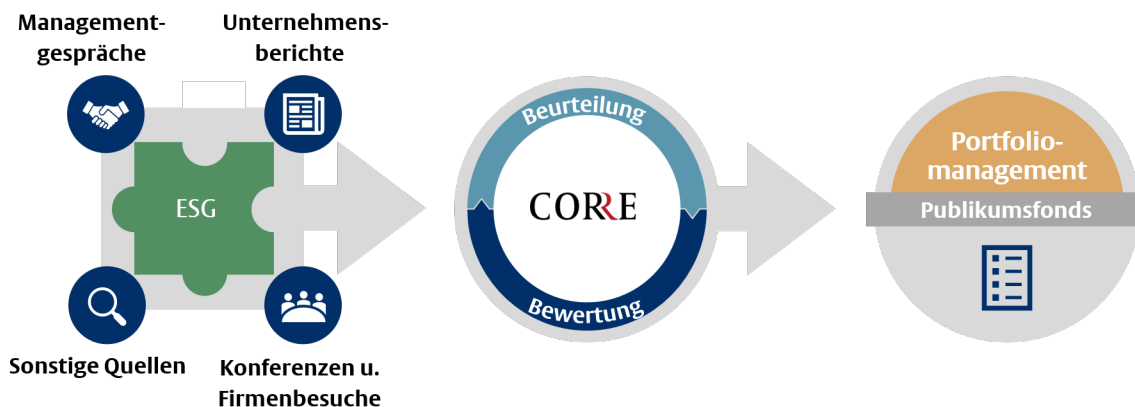 Management-
gespräche
Unternehmens-
berichte
ESG
Sonstige Quellen
Konferenzen u.
Firmenbesuche
Beurteilung
CORRE
Bewertung
Portfolio-
management
Publikumsfonds